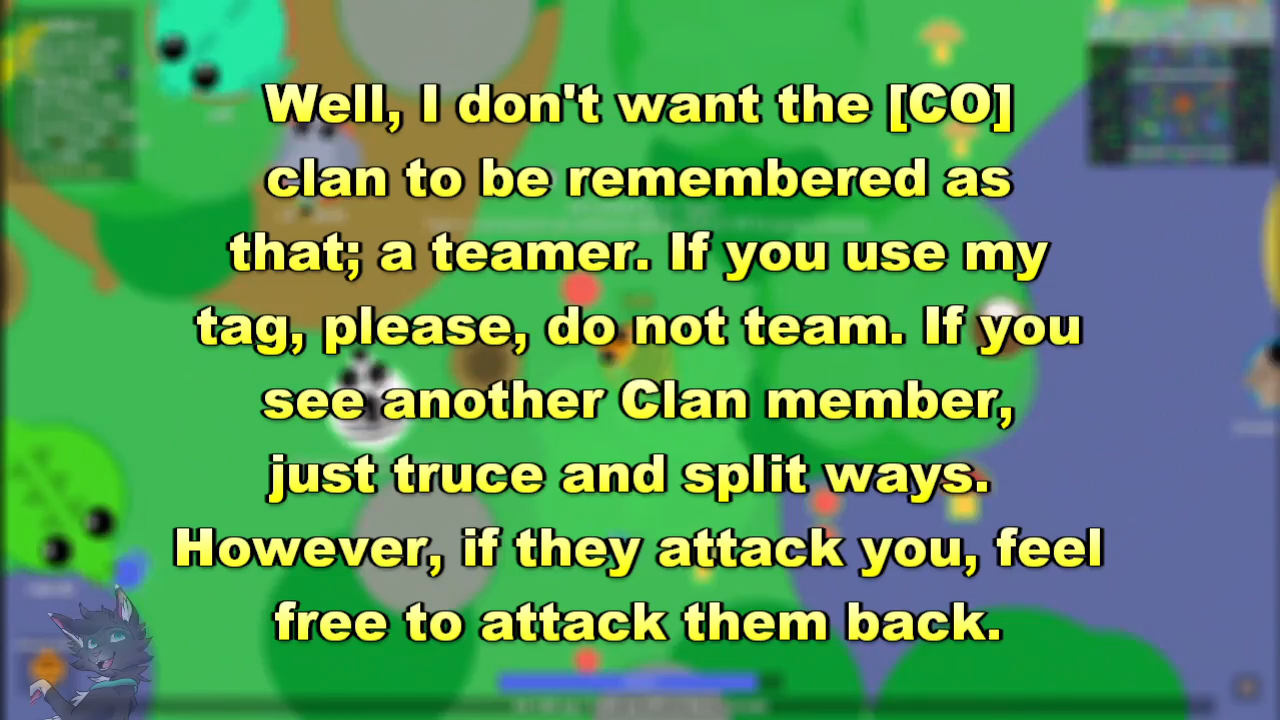 Well, I don't want the [CO]
clan to be remembered as
that; a teamer. If you use my
tag, please, do not team. If you
see another Clan member,
just truce and split ways.
However, if they attack you, feel
free to attack them back.